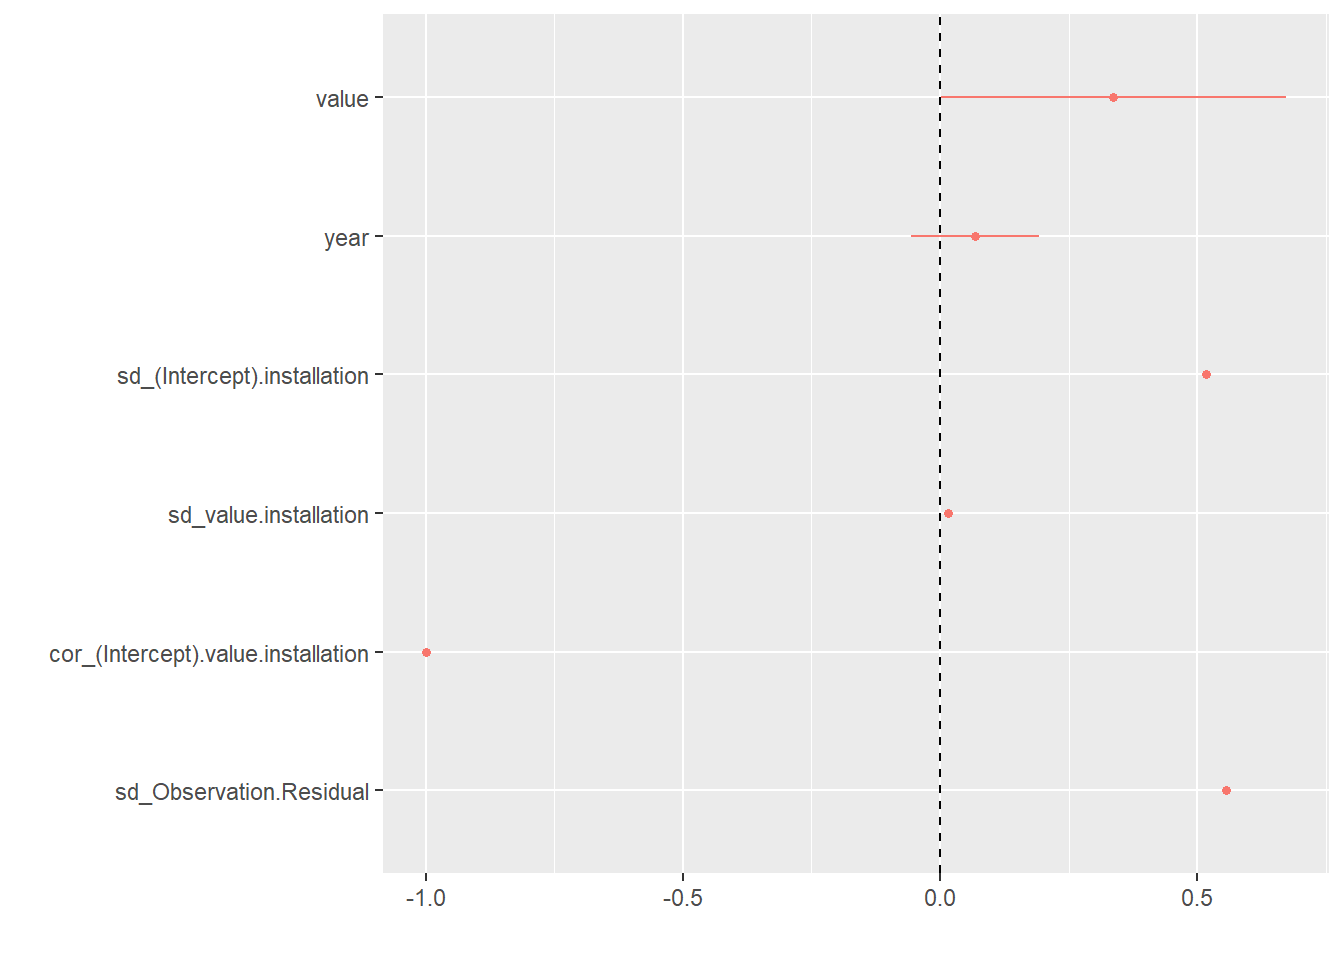 value
year
sd_(Intercept).installation
sd_value.installation
cor_(Intercept).value.installation
sd_Observation.Residual
-1.0 -0.5 0.0 0.5